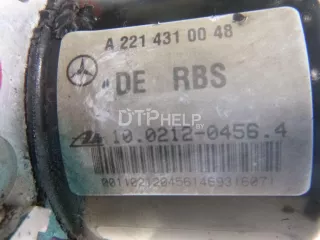 A 221 431 00 48
DE RBS
DTPHELP
10.0212-0456.4